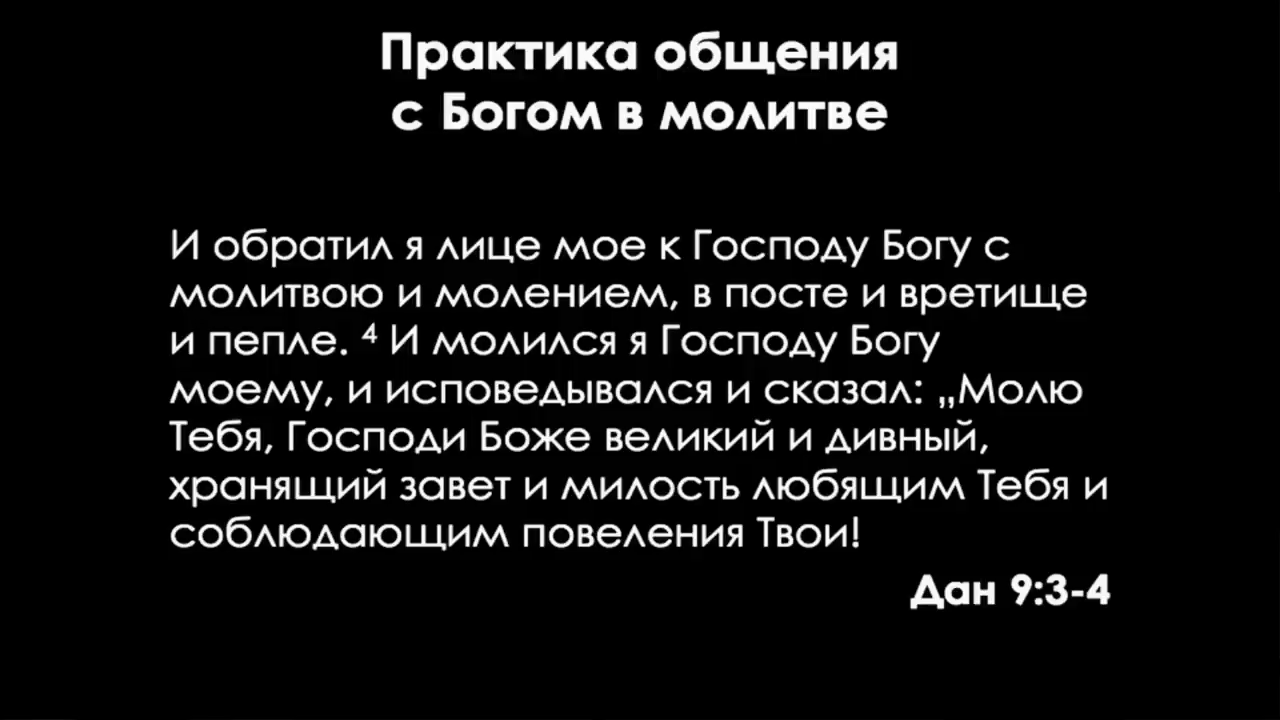 Практика общения
с Богом в молитве
И обратил я лице мое к Господу Богу с
молитвою и молением, в посте и вретище
и пепле. ⁴ И молился я Господу Богу
моему, и исповедывался и сказал: „Молю
Тебя, Господи Боже великий и дивный,
хранящий завет и милость любящим Тебя и
соблюдающим повеления Твои!
Дан 9:3-4